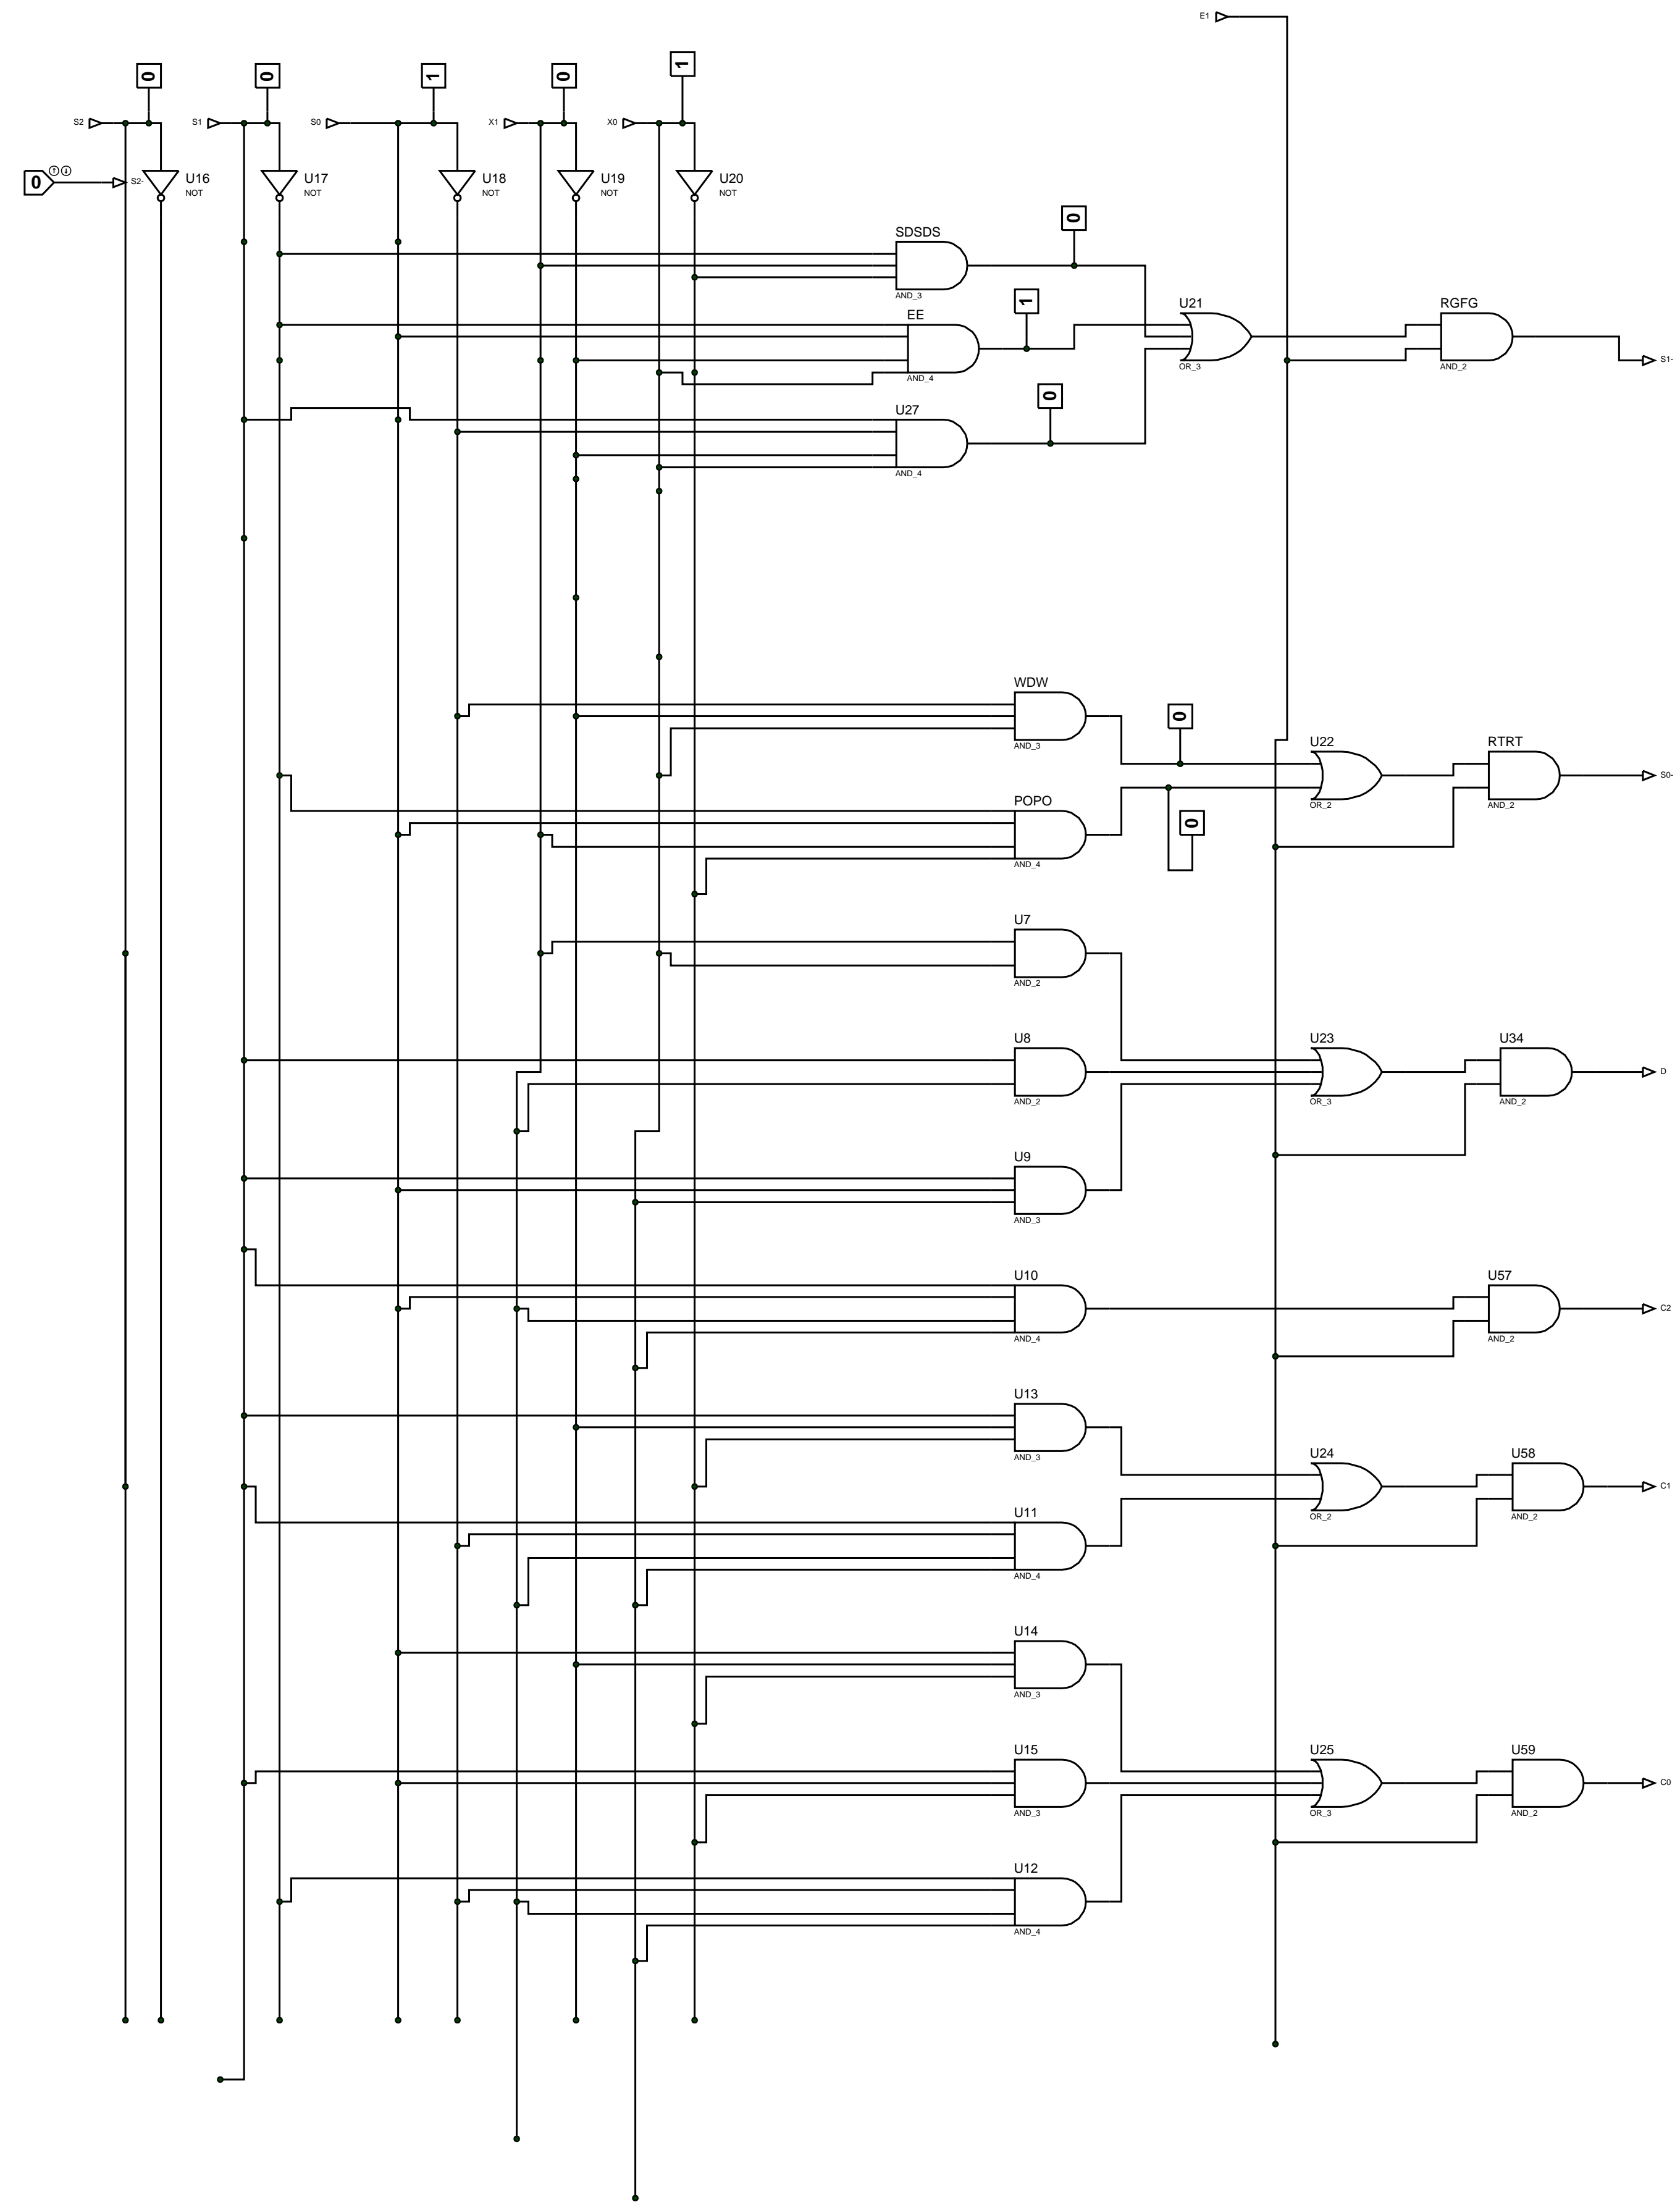 E1
0
0
1
0
1
S2
S1
S0
X1
X0
0
S2-
U16
NOT
U17
NOT
U18
NOT
U19
NOT
U20
NOT
0
SDSDS
AND_3
1
EE
AND_4
U21
OR_3
RGFG
AND_2
S1-
0
U27
AND_4
WDW
AND_3
0
U22
OR_2
RTRT
AND_2
S0-
POPO
AND_4
0
U7
AND_2
U8
AND_2
U23
OR_3
U34
AND_2
D
U9
AND_3
U10
AND_4
U57
AND_2
C2
U13
AND_3
U24
OR_2
U58
AND_2
C1
U11
AND_4
U14
AND_3
U15
AND_3
U25
OR_3
U59
AND_2
C0
U12
AND_4